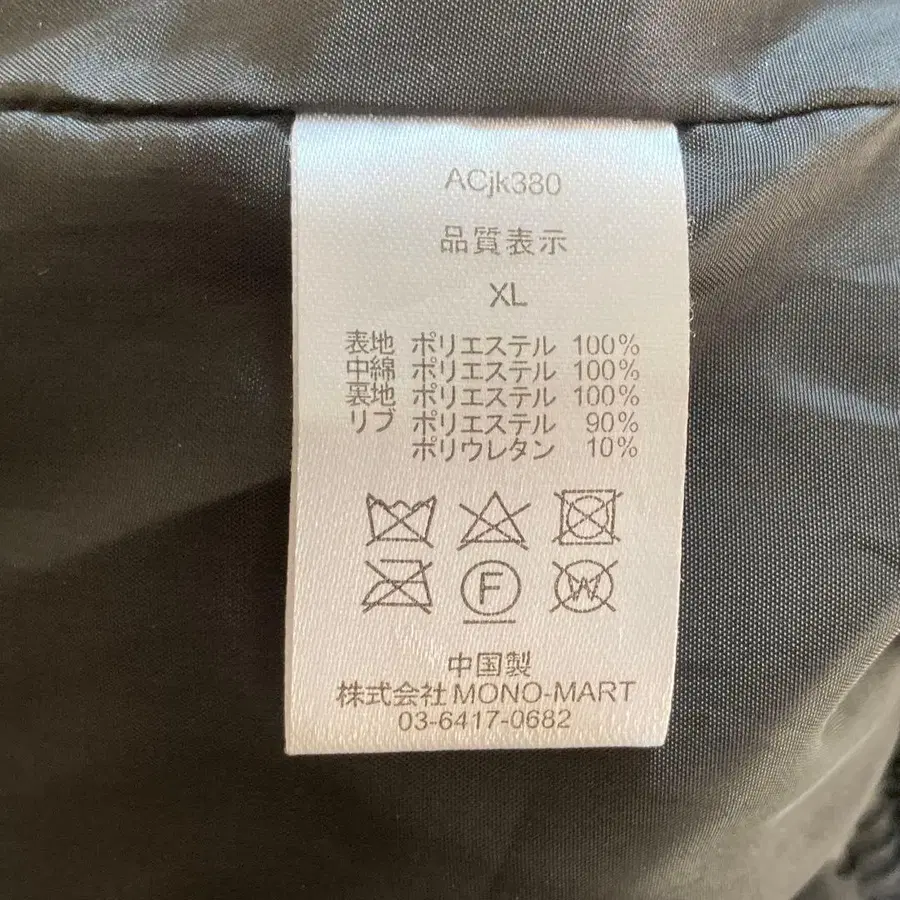 ACjk380
品質表示
XL
表地 ポリエステル 100%
中綿 ポリエステル 100%
裏地 ポリエステル 100%
リブ ポリエステル 90%
ポリウレタン 10%
F W
中国製
株式会社 MONO-MART
03-6417-0682